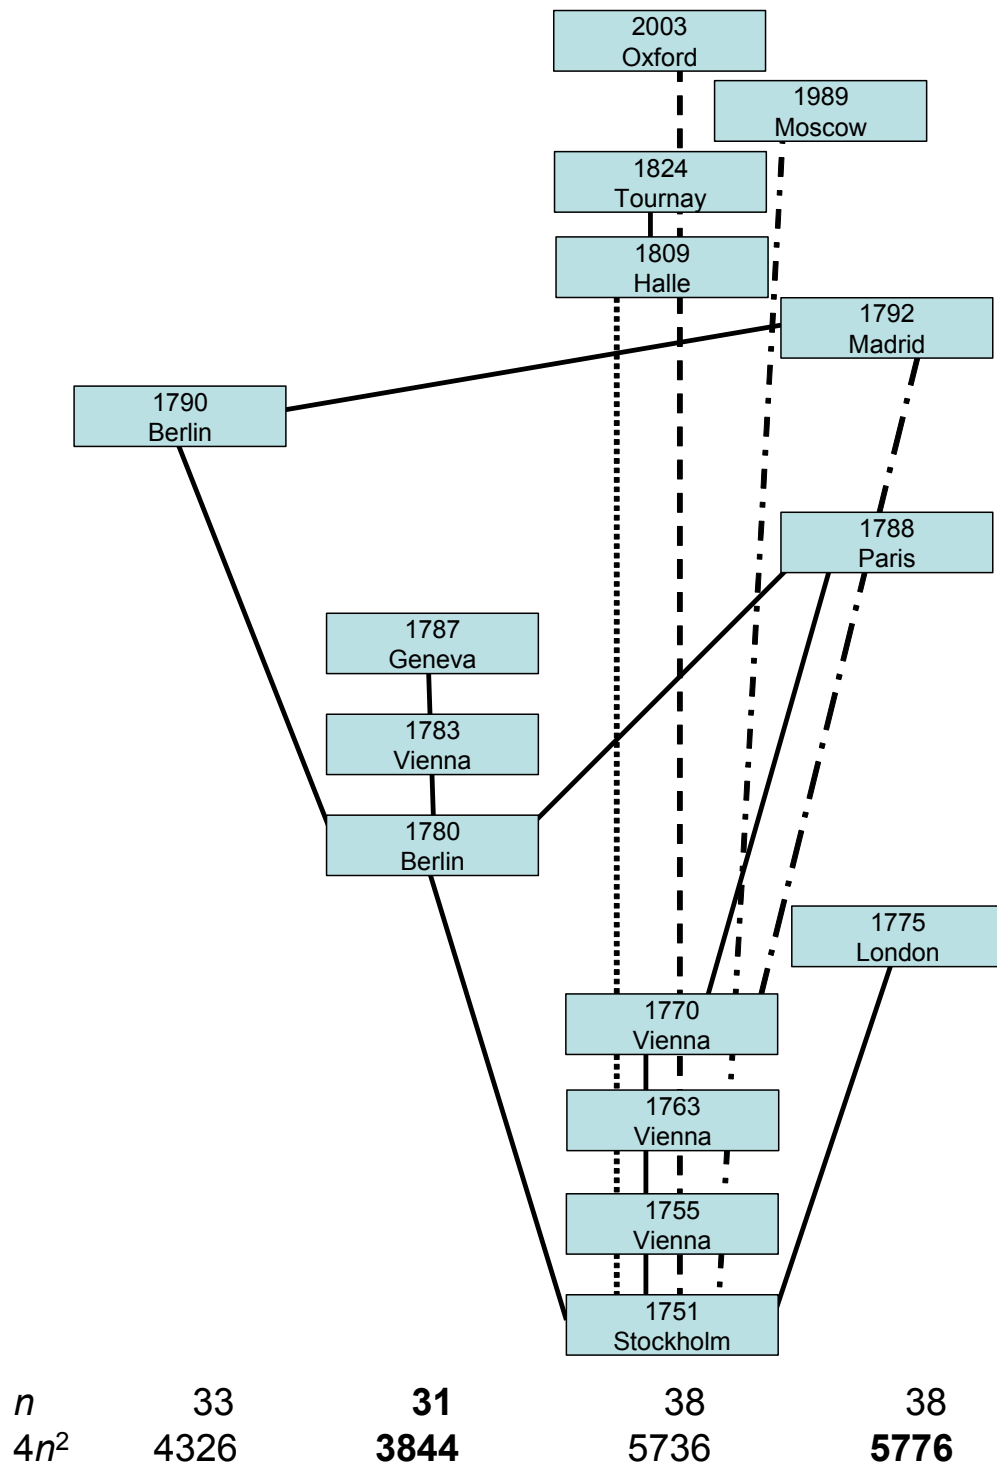 2003
Oxford
1989
Moscow
1824
Tournay
1809
Halle
1792
Madrid
1790
Berlin
1788
Paris
1787
Geneva
1783
Vienna
1780
Berlin
1775
London
1770
Vienna
1763
Vienna
1755
Vienna
1751
Stockholm
n 33 31 38 38
4n² 4326 3844 5736 5776